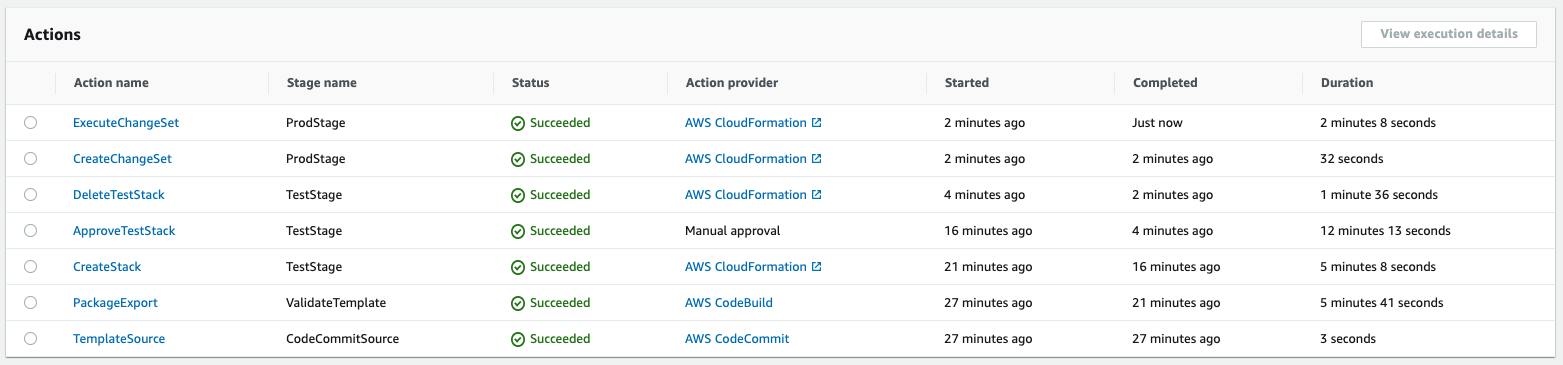 Actions View execution details
Action name Stage name Status Action provider Started Completed Duration
ExecuteChangeSet ProdStage Succeeded AWS CloudFormation 2 minutes ago Just now 2 minutes 8 seconds
CreateChangeSet ProdStage Succeeded AWS CloudFormation 2 minutes ago 2 minutes ago 32 seconds
DeleteTestStack TestStage Succeeded AWS CloudFormation 4 minutes ago 2 minutes ago 1 minute 36 seconds
ApproveTestStack TestStage Succeeded Manual approval 16 minutes ago 4 minutes ago 12 minutes 13 seconds
CreateStack TestStage Succeeded AWS CloudFormation 21 minutes ago 16 minutes ago 5 minutes 8 seconds
PackageExport ValidateTemplate Succeeded AWS CodeBuild 27 minutes ago 21 minutes ago 5 minutes 41 seconds
TemplateSource CodeCommitSource Succeeded AWS CodeCommit 27 minutes ago 27 minutes ago 3 seconds